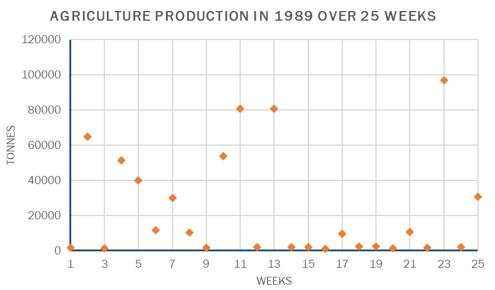 AGRICULTURE PRODUCTION IN 1989 OVER 25 WEEKS
120000
100000
80000
60000
40000
20000
0
TONNES
1 3 5 7 9 11 13 15 17 19 21 23 25
WEEKS